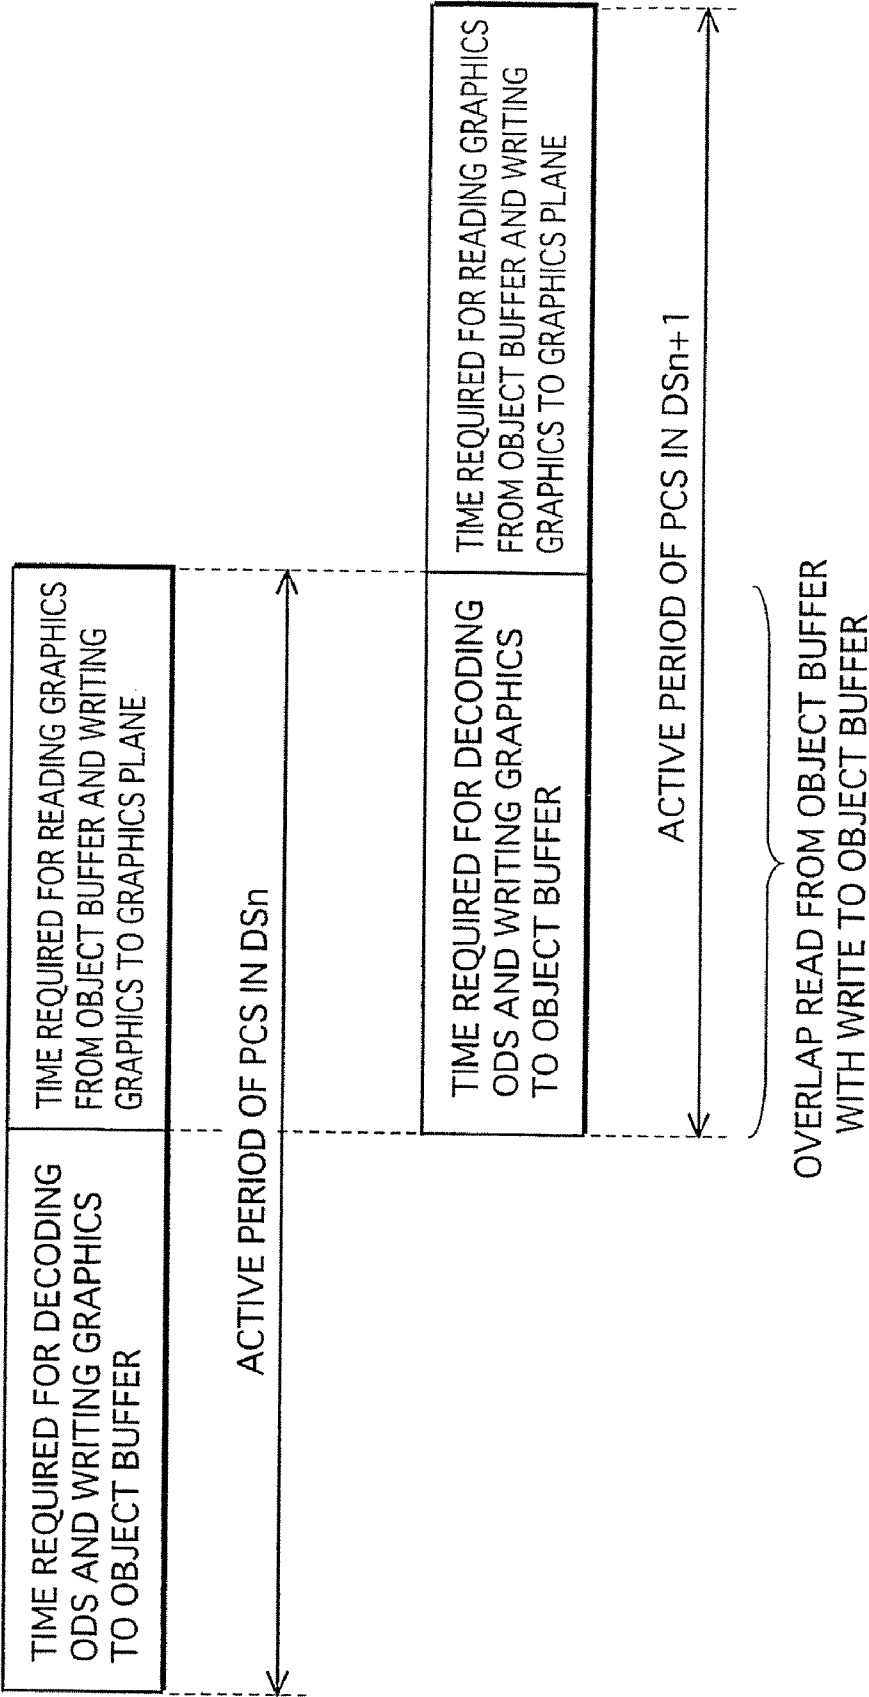 TIME REQUIRED FOR DECODING
ODS AND WRITING GRAPHICS
TO OBJECT BUFFER
TIME REQUIRED FOR READING GRAPHICS
FROM OBJECT BUFFER AND WRITING
GRAPHICS TO GRAPHICS PLANE
ACTIVE PERIOD OF PCS IN DSn
TIME REQUIRED FOR DECODING
ODS AND WRITING GRAPHICS
TO OBJECT BUFFER
TIME REQUIRED FOR READING GRAPHICS
FROM OBJECT BUFFER AND WRITING
GRAPHICS TO GRAPHICS PLANE
ACTIVE PERIOD OF PCS IN DSn+1
OVERLAP READ FROM OBJECT BUFFER
WITH WRITE TO OBJECT BUFFER